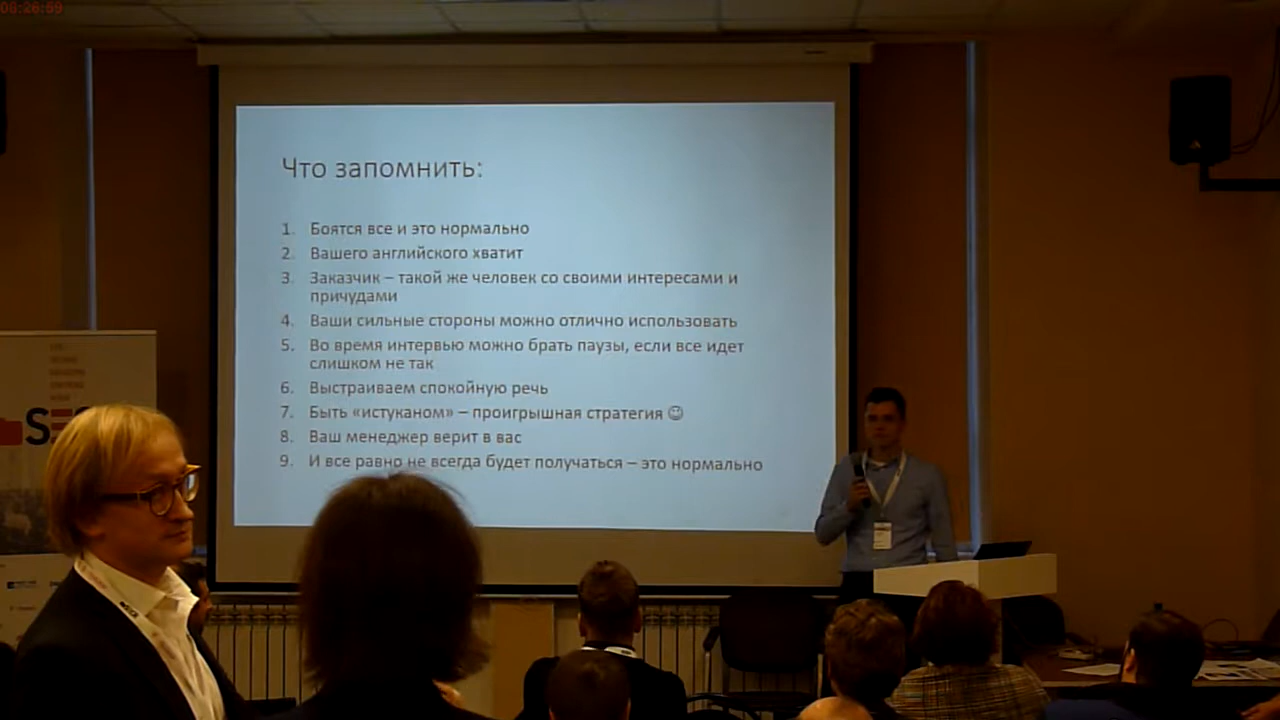 08:26:59
Что запомнить:
1. Боятся все и это нормально
2. Вашего английского хватит
3. Заказчик – такой же человек со своими интересами и
причудами
4. Ваши сильные стороны можно отлично использовать
5. Во время интервью можно брать паузы, если все идет
слишком не так
6. Выстраиваем спокойную речь
7. Быть «истуканом» – проигрышная стратегия ☺
8. Ваш менеджер верит в вас
9. И все равно не всегда будет получаться – это нормально